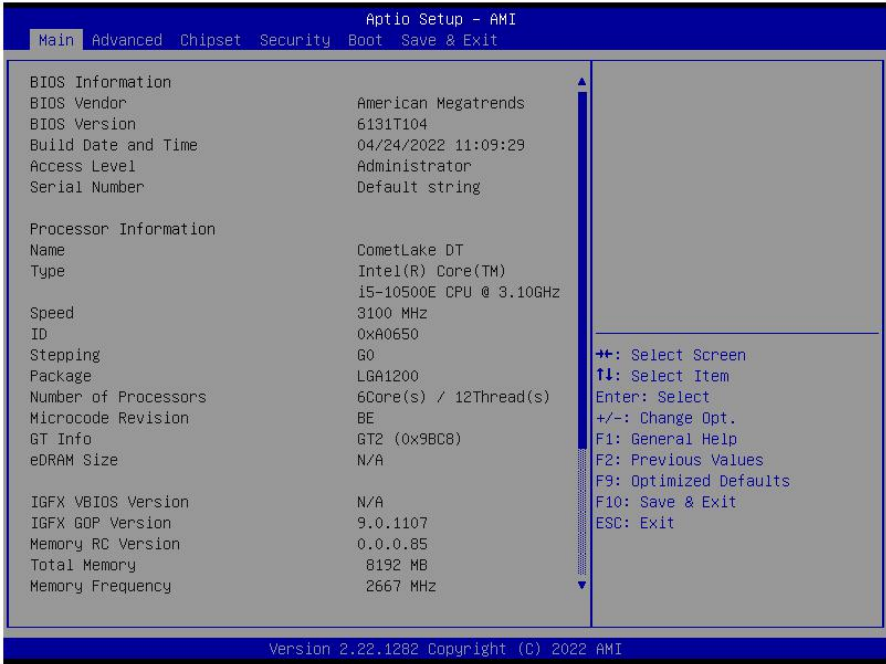 Aptio Setup – AMI
Main Advanced Chipset Security Boot Save & Exit
BIOS Information
BIOS Vendor American Megatrends
BIOS Version 6131T104
Build Date and Time 04/24/2022 11:09:29
Access Level Administrator
Serial Number Default string
Processor Information
Name CometLake DT
Type Intel(R) Core(TM)
i5-10500E CPU @ 3.10GHz
Speed 3100 MHz
ID 0xA0650
Stepping G0
Package LGA1200
Number of Processors 6Core(s) / 12Thread(s)
Microcode Revision BE
GT Info GT2 (0x9BC8)
eDRAM Size N/A
IGFX VBIOS Version N/A
IGFX GOP Version 9.0.1107
Memory RC Version 0.0.0.85
Total Memory 8192 MB
Memory Frequency 2667 MHz
→←: Select Screen
↑↓: Select Item
Enter: Select
+/-: Change Opt.
F1: General Help
F2: Previous Values
F9: Optimized Defaults
F10: Save & Exit
ESC: Exit
Version 2.22.1282 Copyright (C) 2022 AMI